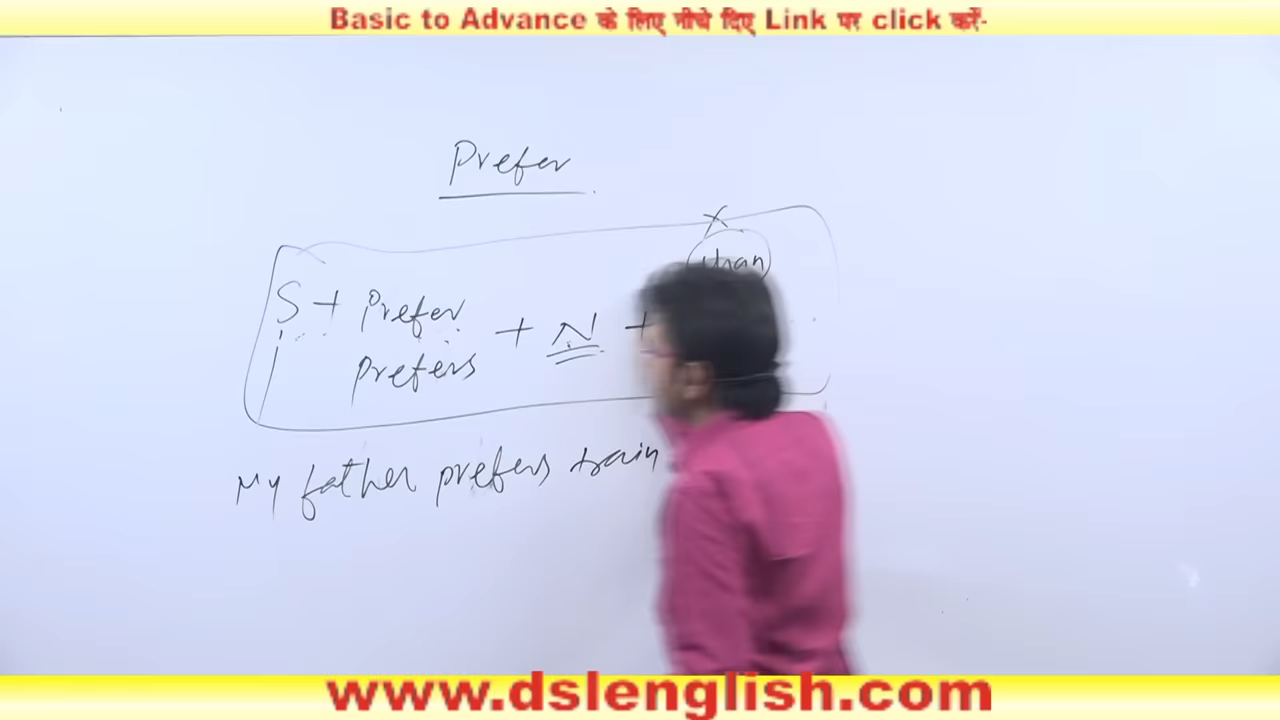 Basic to Advance के लिए नीचे दिए Link पर click करें-
Prefer
X
than
S + Prefer + N +
Prefers
My father prefers train
www.dslenglish.com